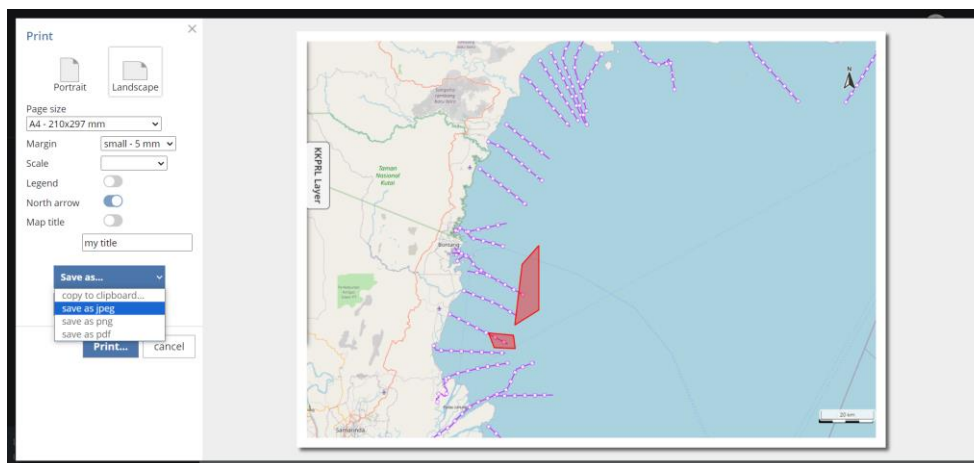 Print
×
Portrait
Landscape
Page size
A4 - 210x297 mm
Margin
small - 5 mm
Scale
Legend
North arrow
Map title
my title
Save as...
copy to clipboard...
save as jpeg
save as png
save as pdf
Print...
cancel
KKPRL Layer
N
Taman
Nasional
Kutai
Bontang
Samarinda
20 km